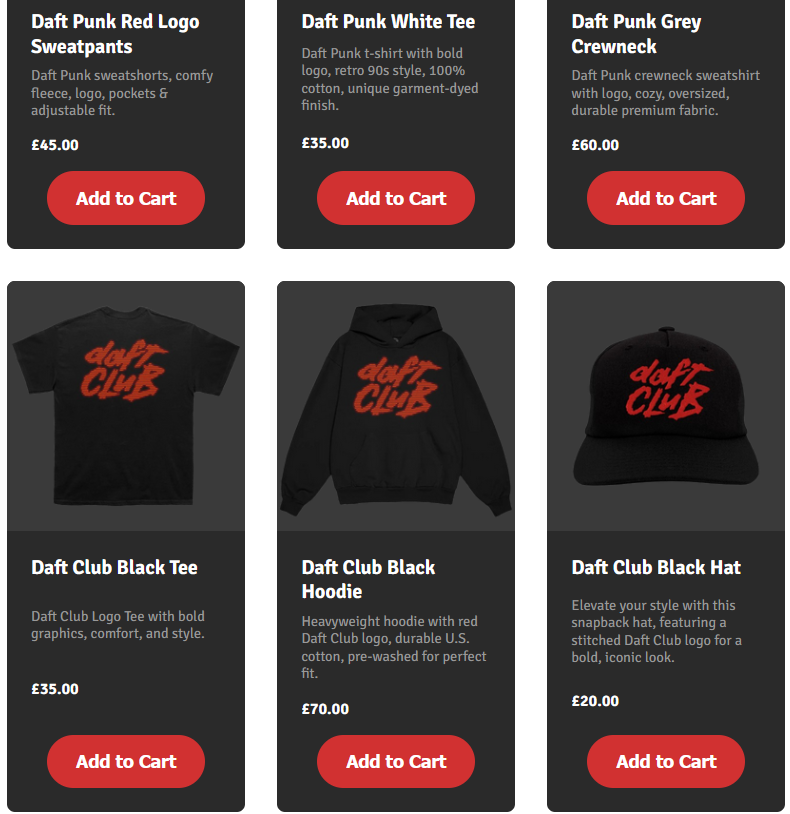 Daft Punk Red Logo
Sweatpants
Daft Punk sweatshorts, comfy
fleece, logo, pockets &
adjustable fit.
£45.00
Add to Cart
Daft Punk White Tee
Daft Punk t-shirt with bold
logo, retro 90s style, 100%
cotton, unique garment-dyed
finish.
£35.00
Add to Cart
Daft Punk Grey
Crewneck
Daft Punk crewneck sweatshirt
with logo, cozy, oversized,
durable premium fabric.
£60.00
Add to Cart
daft
CLUB
Daft Club Black Tee
Daft Club Logo Tee with bold
graphics, comfort, and style.
£35.00
Add to Cart
daft
CLUB
Daft Club Black
Hoodie
Heavyweight hoodie with red
Daft Club logo, durable U.S.
cotton, pre-washed for perfect
fit.
£70.00
Add to Cart
daft
CLUB
Daft Club Black Hat
Elevate your style with this
snapback hat, featuring a
stitched Daft Club logo for a
bold, iconic look.
£20.00
Add to Cart